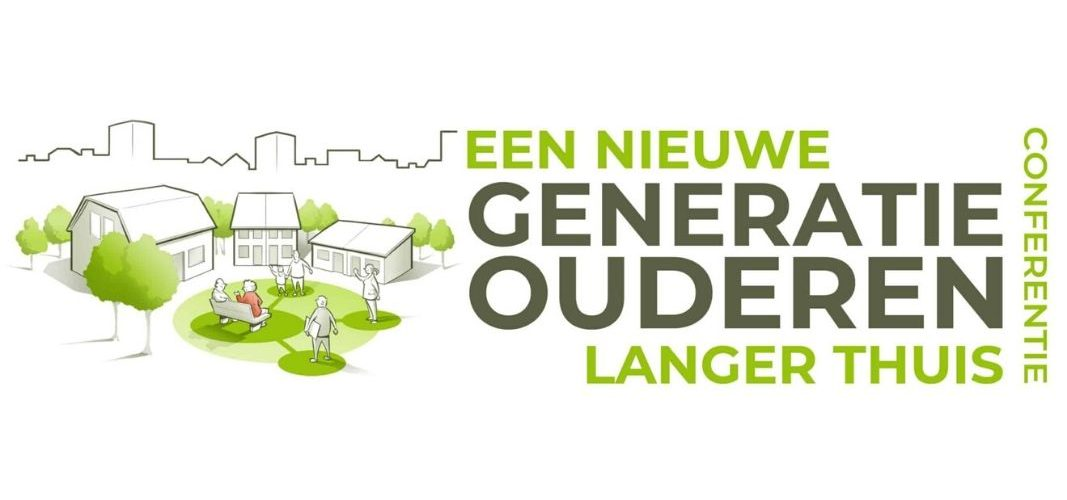 EEN NIEUWE
GENERATIE
OUDEREN
LANGER THUIS
CONFERENTIE